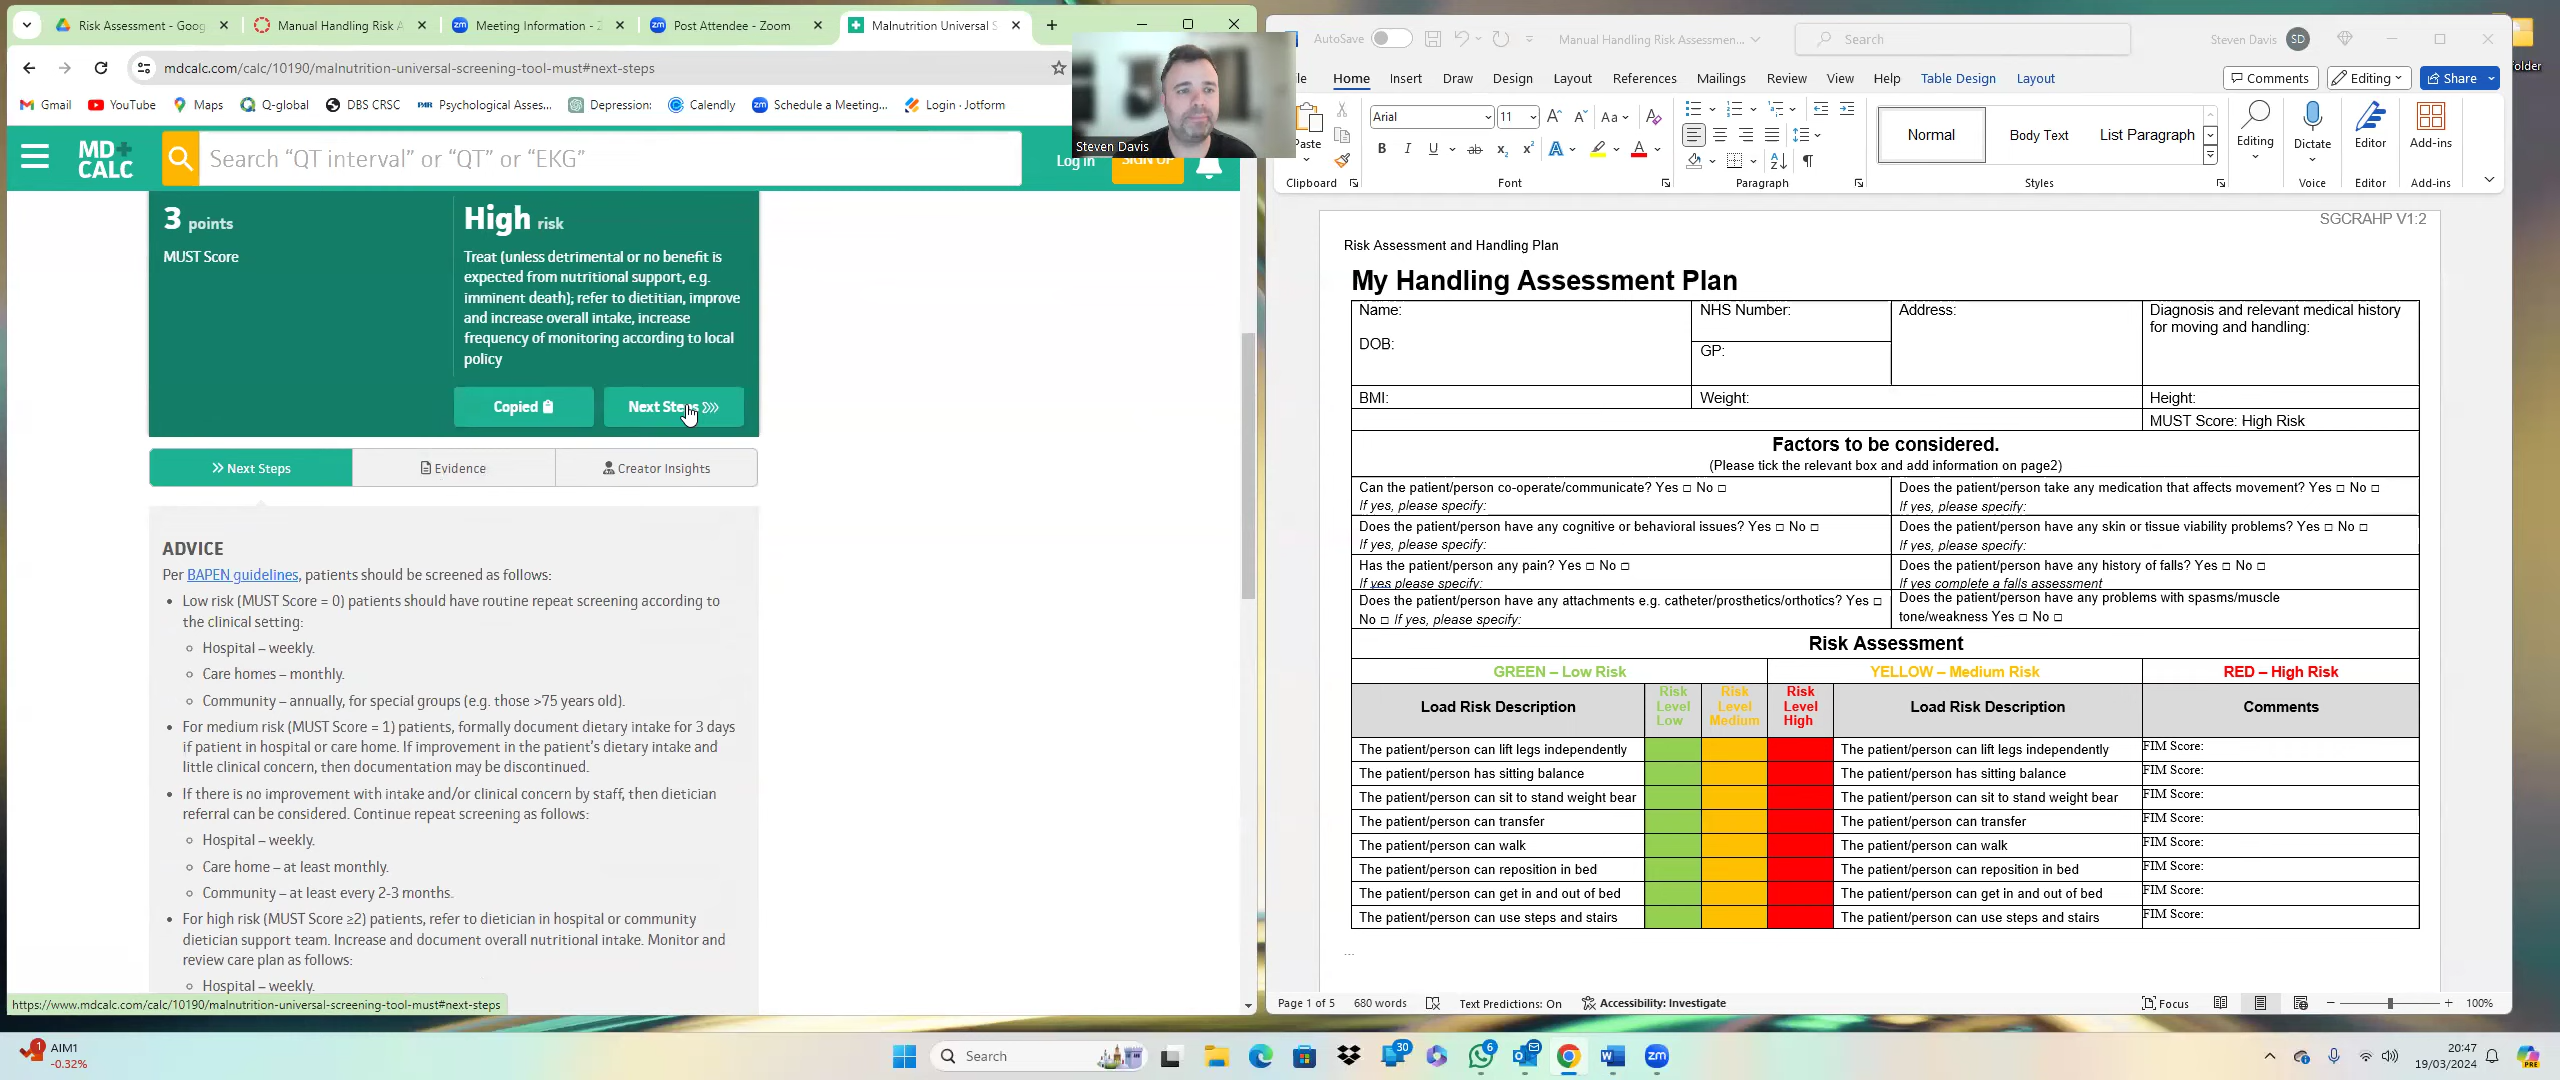 Risk Assessment - Goog
Manual Handling Risk A
Meeting Information - Z
Post Attendee - Zoom
Malnutrition Universal S
mdcalc.com/calc/10190/malnutrition-universal-screening-tool-must#next-steps
Gmail
YouTube
Maps
Q-global
DBS CRSC
Psychological Asses...
Depression:
Calendly
Schedule a Meeting...
Login · Jotform
MD+
CALC
Search “QT interval” or “QT” or “EKG”
Log in
SIGN UP
Steven Davis
3 points
MUST Score
High risk
Treat (unless detrimental or no benefit is
expected from nutritional support, e.g.
imminent death); refer to dietitian, improve
and increase overall intake, increase
frequency of monitoring according to local
policy
Copied
Next Steps
Next Steps
Evidence
Creator Insights
ADVICE
Per BAPEN guidelines, patients should be screened as follows:
Low risk (MUST Score = 0) patients should have routine repeat screening according to
the clinical setting:
Hospital – weekly.
Care homes – monthly.
Community – annually, for special groups (e.g. those >75 years old).
For medium risk (MUST Score = 1) patients, formally document dietary intake for 3 days
if patient in hospital or care home. If improvement in the patient’s dietary intake and
little clinical concern, then documentation may be discontinued.
If there is no improvement with intake and/or clinical concern by staff, then dietician
referral can be considered. Continue repeat screening as follows:
Hospital – weekly.
Care home – at least monthly.
Community – at least every 2-3 months.
For high risk (MUST Score ≥2) patients, refer to dietician in hospital or community
dietician support team. Increase and document overall nutritional intake. Monitor and
review care plan as follows:
Hospital – weekly.
https://www.mdcalc.com/calc/10190/malnutrition-universal-screening-tool-must#next-steps
AutoSave
Off
Manual Handling Risk Assessmen...
Search
Steven Davis
SD
Home
Insert
Draw
Design
Layout
References
Mailings
Review
View
Help
Table Design
Layout
Comments
Editing
Share
Arial
11
Normal
Body Text
List Paragraph
Editing
Dictate
Editor
Add-ins
Clipboard
Font
Paragraph
Styles
Voice
Editor
Add-ins
SGCRAHP V1:2
Risk Assessment and Handling Plan
My Handling Assessment Plan
Name:
DOB:
NHS Number:
GP:
Address:
Diagnosis and relevant medical history
for moving and handling:
BMI:
Weight:
Height:
MUST Score: High Risk
Factors to be considered.
(Please tick the relevant box and add information on page2)
Can the patient/person co-operate/communicate? Yes □ No □
If yes, please specify:
Does the patient/person take any medication that affects movement? Yes □ No □
If yes, please specify:
Does the patient/person have any cognitive or behavioral issues? Yes □ No □
If yes, please specify:
Does the patient/person have any skin or tissue viability problems? Yes □ No □
If yes, please specify:
Has the patient/person any pain? Yes □ No □
If yes please specify:
Does the patient/person have any history of falls? Yes □ No □
If yes complete a falls assessment
Does the patient/person have any attachments e.g. catheter/prosthetics/orthotics? Yes □
No □ If yes, please specify:
Does the patient/person have any problems with spasms/muscle
tone/weakness Yes □ No □
Risk Assessment
GREEN – Low Risk
YELLOW – Medium Risk
RED – High Risk
Load Risk Description
Risk
Level
Low
Risk
Level
Medium
Risk
Level
High
Load Risk Description
Comments
The patient/person can lift legs independently
The patient/person can lift legs independently
FIM Score:
The patient/person has sitting balance
The patient/person has sitting balance
FIM Score:
The patient/person can sit to stand weight bear
The patient/person can sit to stand weight bear
FIM Score:
The patient/person can transfer
The patient/person can transfer
FIM Score:
The patient/person can walk
The patient/person can walk
FIM Score:
The patient/person can reposition in bed
The patient/person can reposition in bed
FIM Score:
The patient/person can get in and out of bed
The patient/person can get in and out of bed
FIM Score:
The patient/person can use steps and stairs
The patient/person can use steps and stairs
FIM Score:
Page 1 of 5
680 words
Text Predictions: On
Accessibility: Investigate
Focus
100%
AIM1
-0.32%
Search
30
6
20:47
19/03/2024